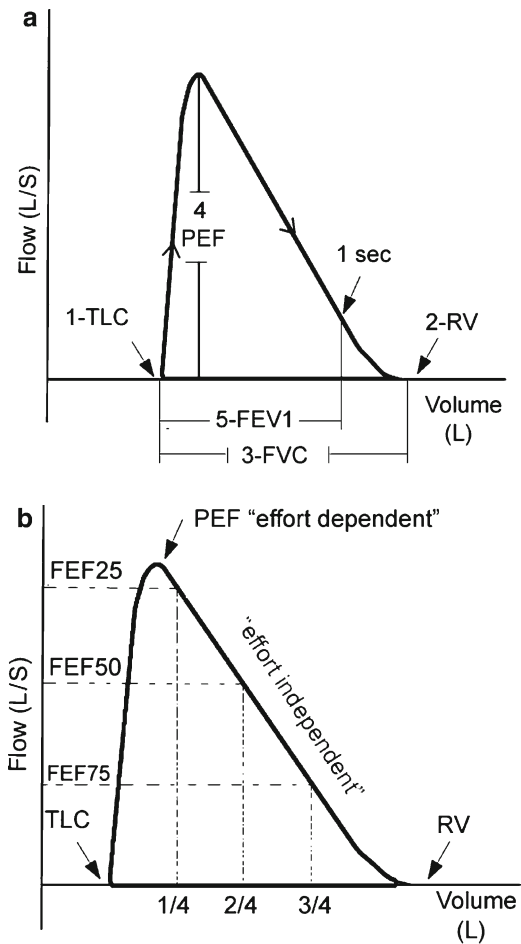 a
Flow (L/S)
4
PEF
1 sec
1-TLC
2-RV
Volume
(L)
5-FEV1
3-FVC
b
PEF “effort dependent”
FEF25
"effort independent"
FEF50
Flow (L/S)
FEF75
TLC
RV
1/4 2/4 3/4
Volume
(L)